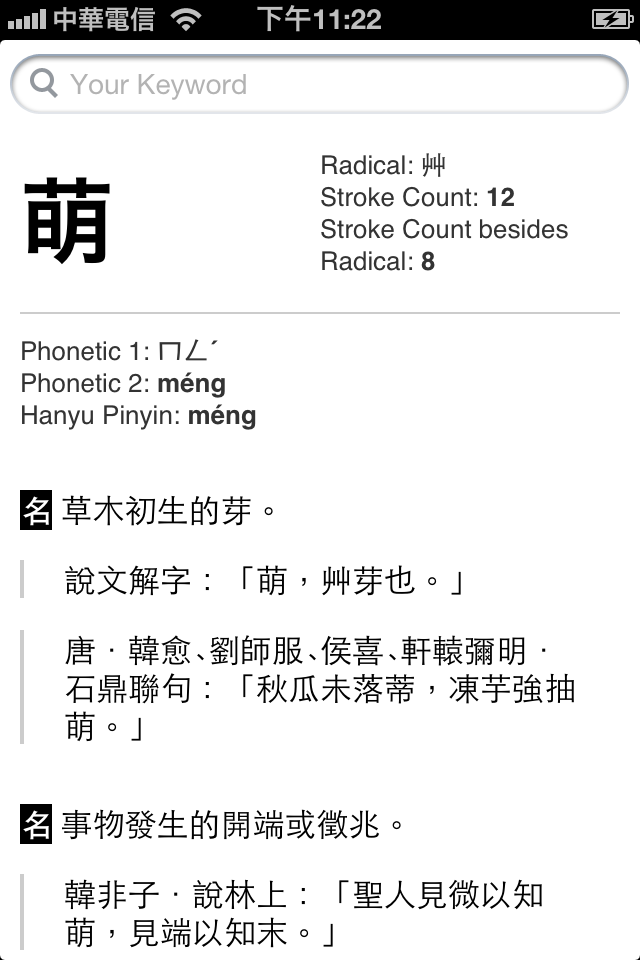 中華電信 下午11:22
Your Keyword
萌
Radical: 艸
Stroke Count: 12
Stroke Count besides
Radical: 8
Phonetic 1: ㄇㄥˊ
Phonetic 2: méng
Hanyu Pinyin: méng
名 草木初生的芽。
說文解字：「萌，艸芽也。」
唐．韓愈、劉師服、侯喜、軒轅彌明．
石鼎聯句：「秋瓜未落蒂，凍芋強抽
萌。」
名 事物發生的開端或徵兆。
韓非子．說林上：「聖人見微以知
萌，見端以知末。」